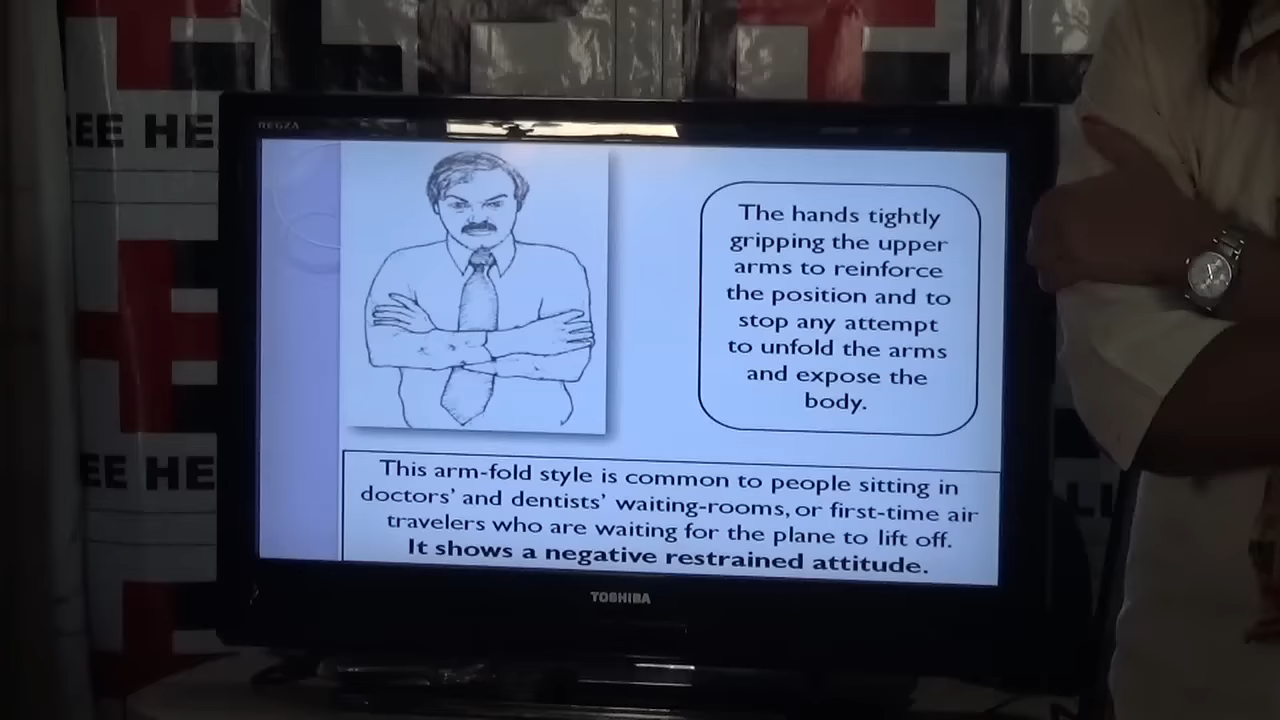 REE HE
REGZA
The hands tightly
gripping the upper
arms to reinforce
the position and to
stop any attempt
to unfold the arms
and expose the
body.
This arm-fold style is common to people sitting in
doctors' and dentists' waiting-rooms, or first-time air
travelers who are waiting for the plane to lift off.
It shows a negative restrained attitude.
EE HE
TOSHIBA